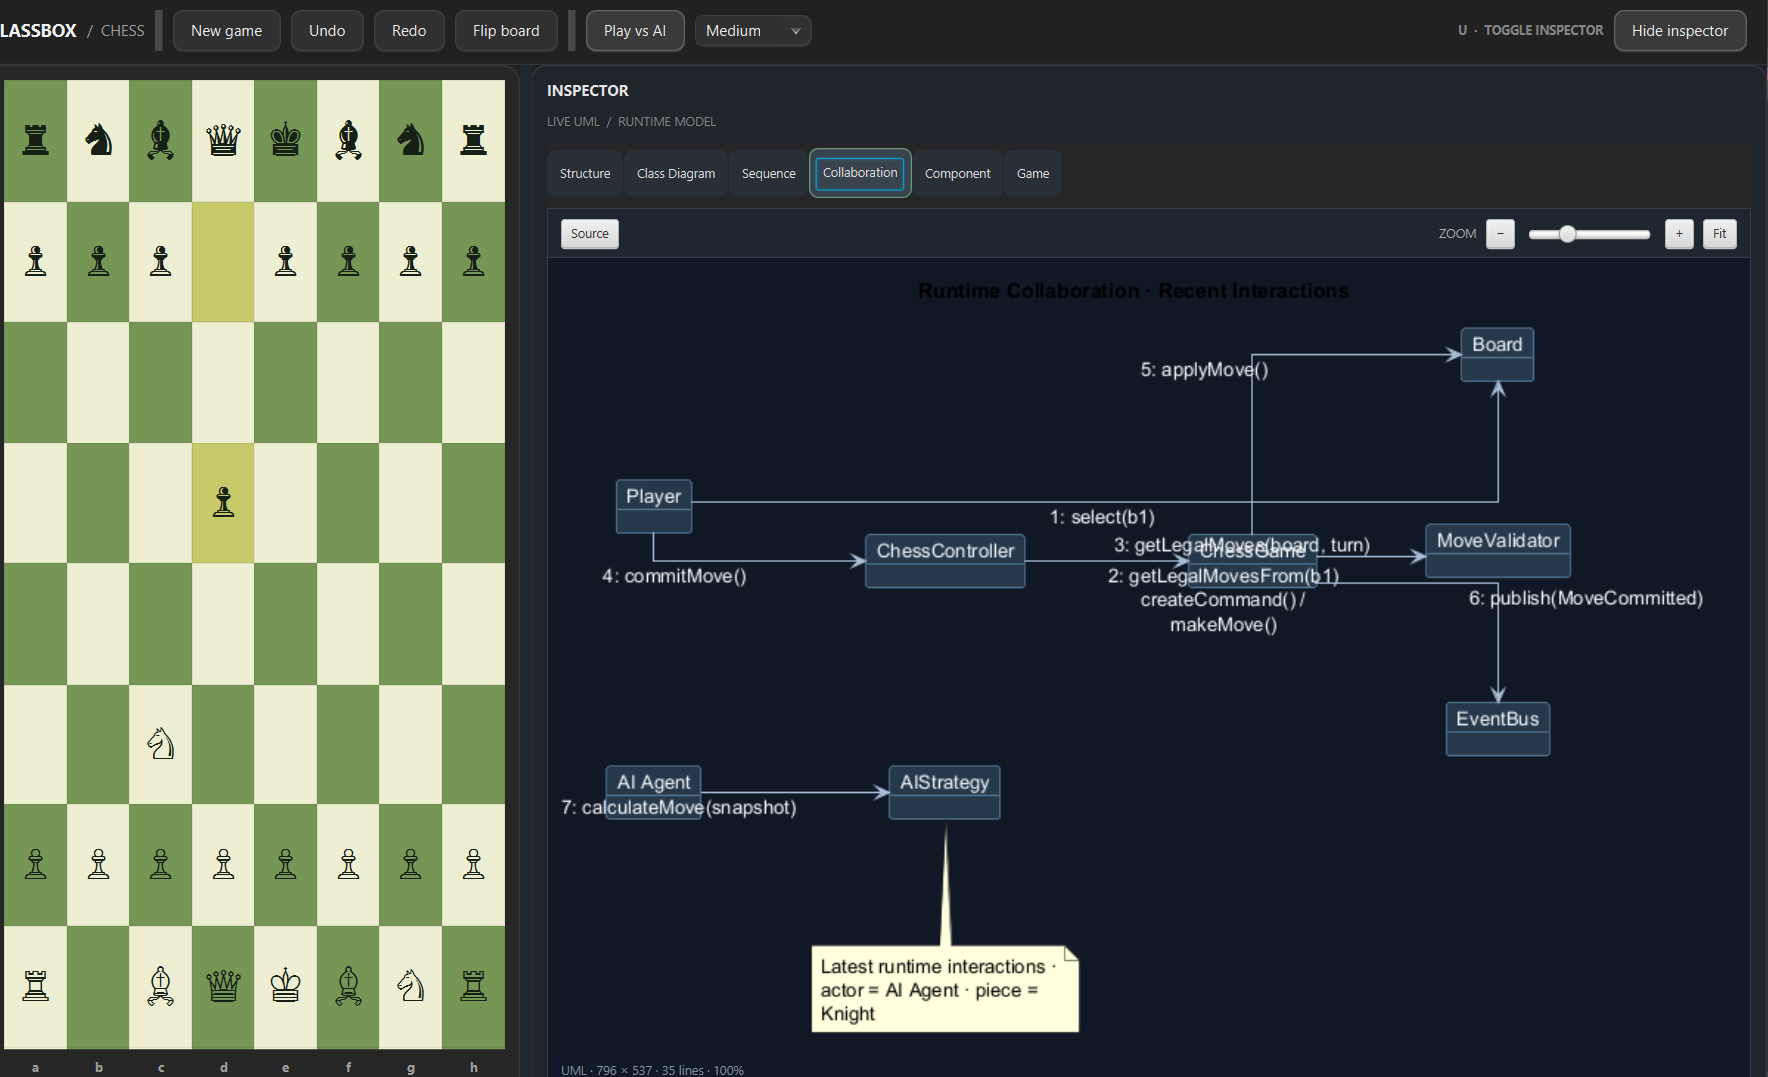 LASSBOX / CHESS
New game
Undo
Redo
Flip board
Play vs AI
Medium
U · TOGGLE INSPECTOR
Hide inspector
INSPECTOR
LIVE UML / RUNTIME MODEL
Structure
Class Diagram
Sequence
Collaboration
Component
Game
Source
ZOOM
−
+
Fit
Runtime Collaboration · Recent Interactions
Board
5: applyMove()
Player
1: select(b1)
ChessController
ChessGame
3: getLegalMoves(board, turn)
MoveValidator
4: commitMove()
2: getLegalMovesFrom(b1)
createCommand() /
makeMove()
6: publish(MoveCommitted)
EventBus
AI Agent
AIStrategy
7: calculateMove(snapshot)
Latest runtime interactions ·
actor = AI Agent · piece =
Knight
a b c d e f g h
UML · 796 × 537 · 35 lines · 100%